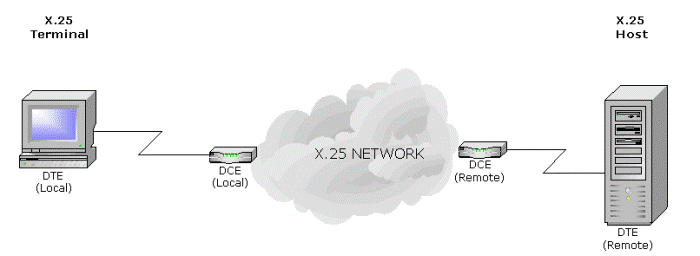 X.25
Terminal
X.25
Host
X.25 NETWORK
DTE
(Local)
DCE
(Local)
DCE
(Remote)
DTE
(Remote)